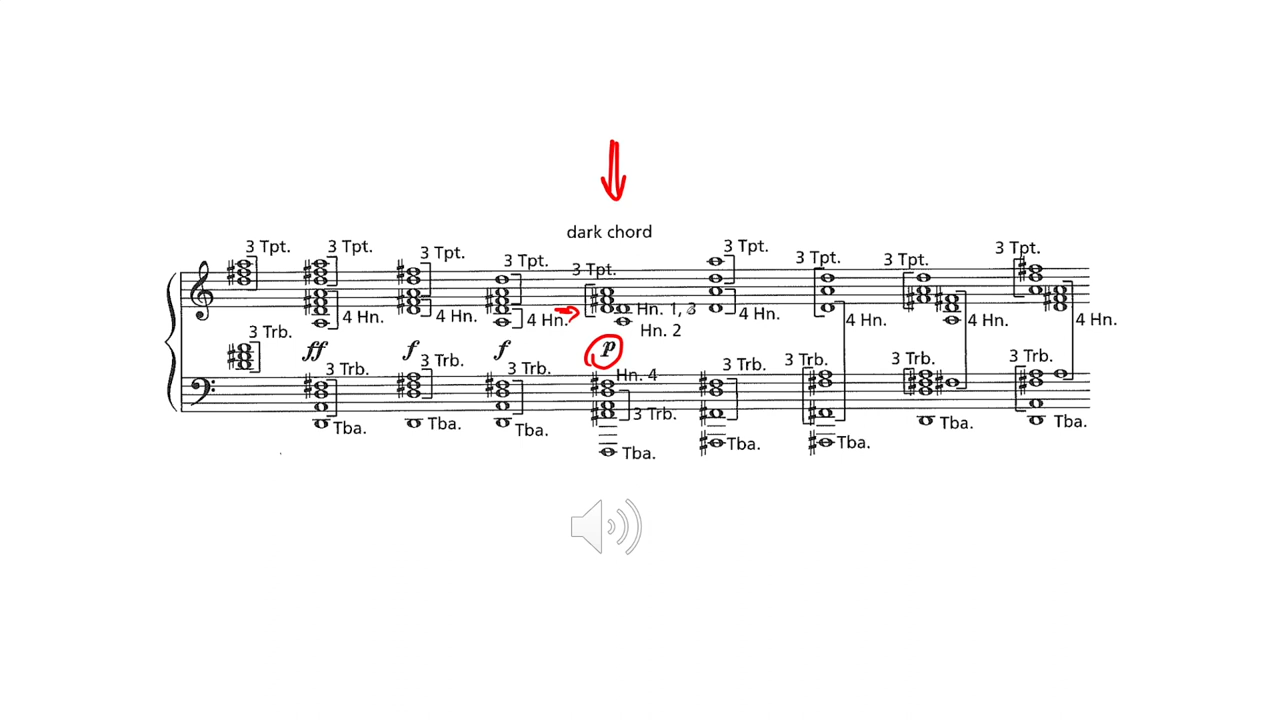 dark chord
3 Tpt. 3 Tpt. 3 Tpt. 3 Tpt. 3 Tpt. 3 Tpt. 3 Tpt. 3 Tpt. 3 Tpt.
4 Hn. 4 Hn. 4 Hn. Hn. 1, 3 4 Hn. 4 Hn. 4 Hn. 4 Hn.
Hn. 2
3 Trb. ff f f p
3 Trb. 3 Trb. 3 Trb. Hn. 4 3 Trb. 3 Trb. 3 Trb. 3 Trb.
3 Trb.
Tba. Tba. Tba. Tba. Tba. Tba. Tba. Tba.